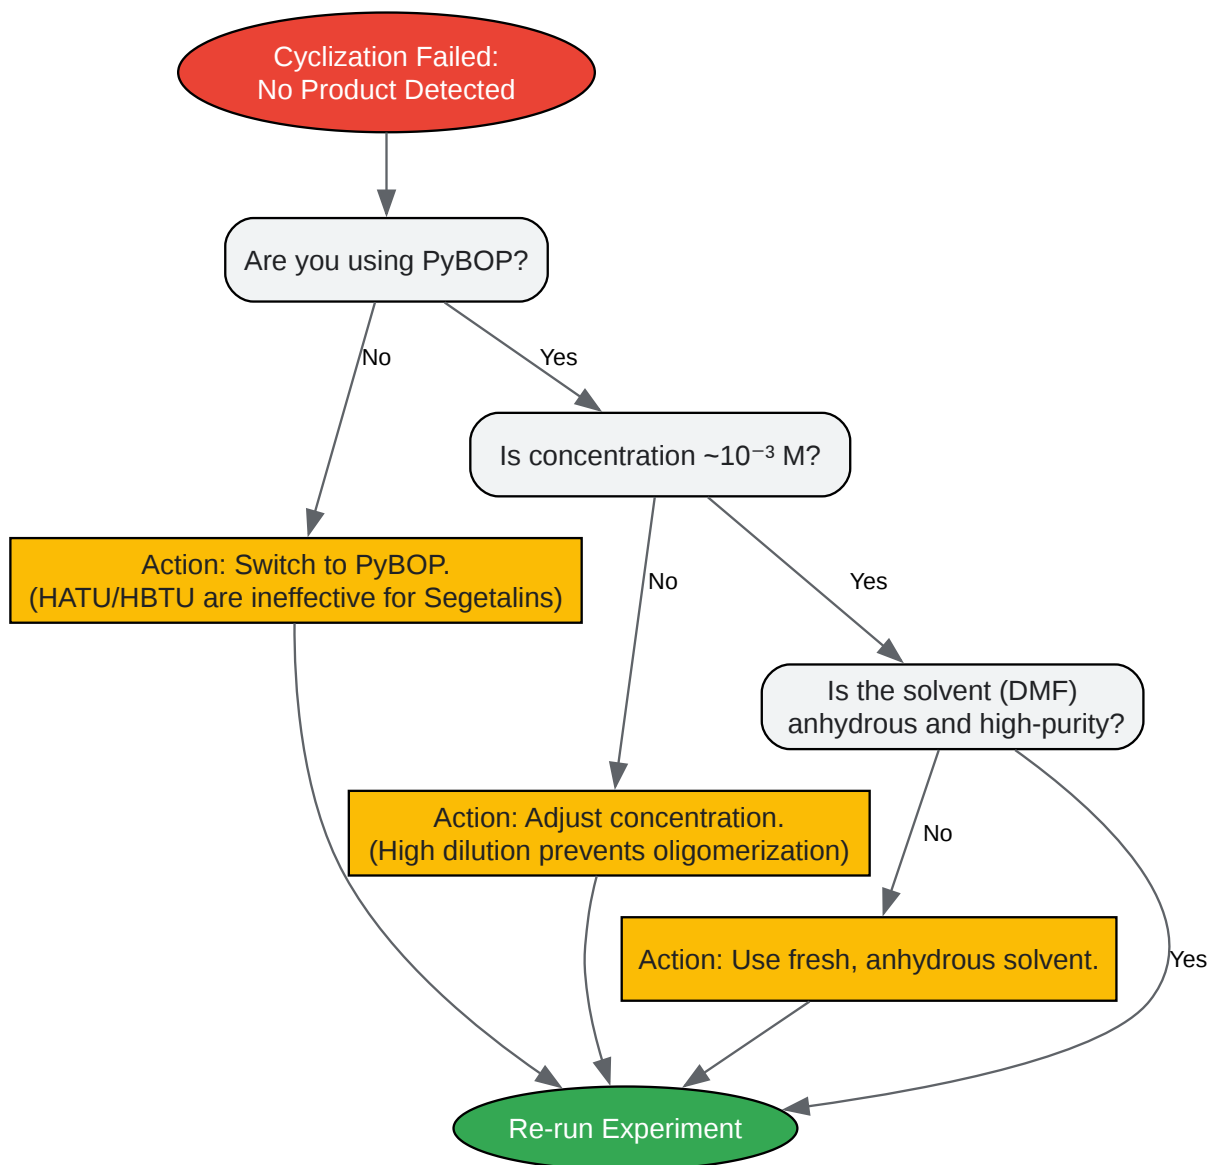 Cyclization Failed:
No Product Detected
Are you using PyBOP?
No
Yes
Is concentration ~10⁻³ M?
Action: Switch to PyBOP.
(HATU/HBTU are ineffective for Segetalins)
No
Yes
Is the solvent (DMF)
anhydrous and high-purity?
Action: Adjust concentration.
(High dilution prevents oligomerization)
No
Action: Use fresh, anhydrous solvent.
Yes
Re-run Experiment